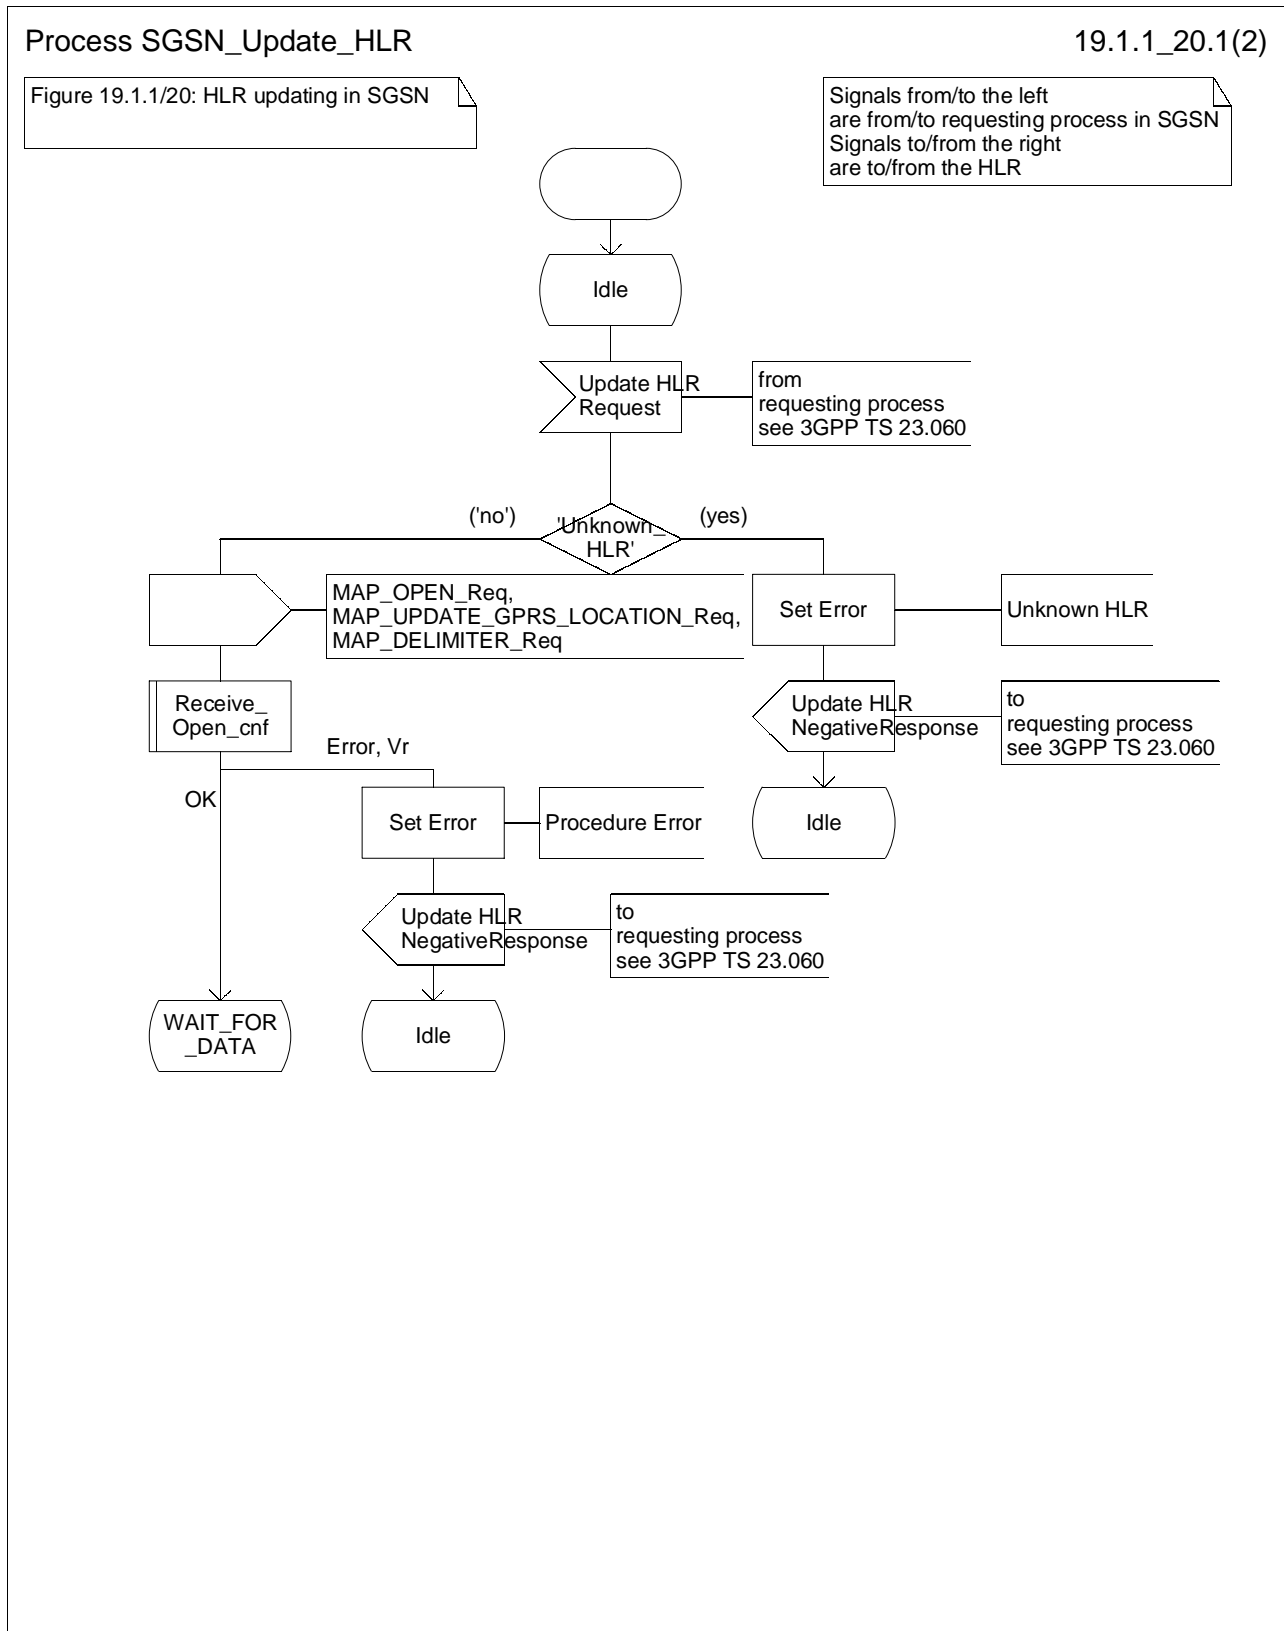 Process SGSN_Update_HLR
19.1.1_20.1(2)
Figure 19.1.1/20: HLR updating in SGSN
Signals from/to the left
are from/to requesting process in SGSN
Signals to/from the right
are to/from the HLR
Idle
Update HLR
Request
from
requesting process
see 3GPP TS 23.060
('no')
'Unknown_
HLR'
(yes)
MAP_OPEN_Req,
MAP_UPDATE_GPRS_LOCATION_Req,
MAP_DELIMITER_Req
Set Error
Unknown HLR
Receive_
Open_cnf
Update HLR
NegativeResponse
to
requesting process
see 3GPP TS 23.060
Error, Vr
OK
Set Error
Procedure Error
Idle
Update HLR
NegativeResponse
to
requesting process
see 3GPP TS 23.060
WAIT_FOR
_DATA
Idle